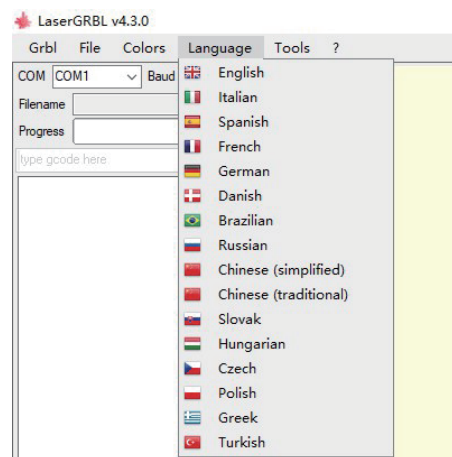 LaserGRBL v4.3.0
Grbl File Colors Language Tools ?
COM COM1 Baud
Filename
Progress
type gcode here
English
Italian
Spanish
French
German
Danish
Brazilian
Russian
Chinese (simplified)
Chinese (traditional)
Slovak
Hungarian
Czech
Polish
Greek
Turkish